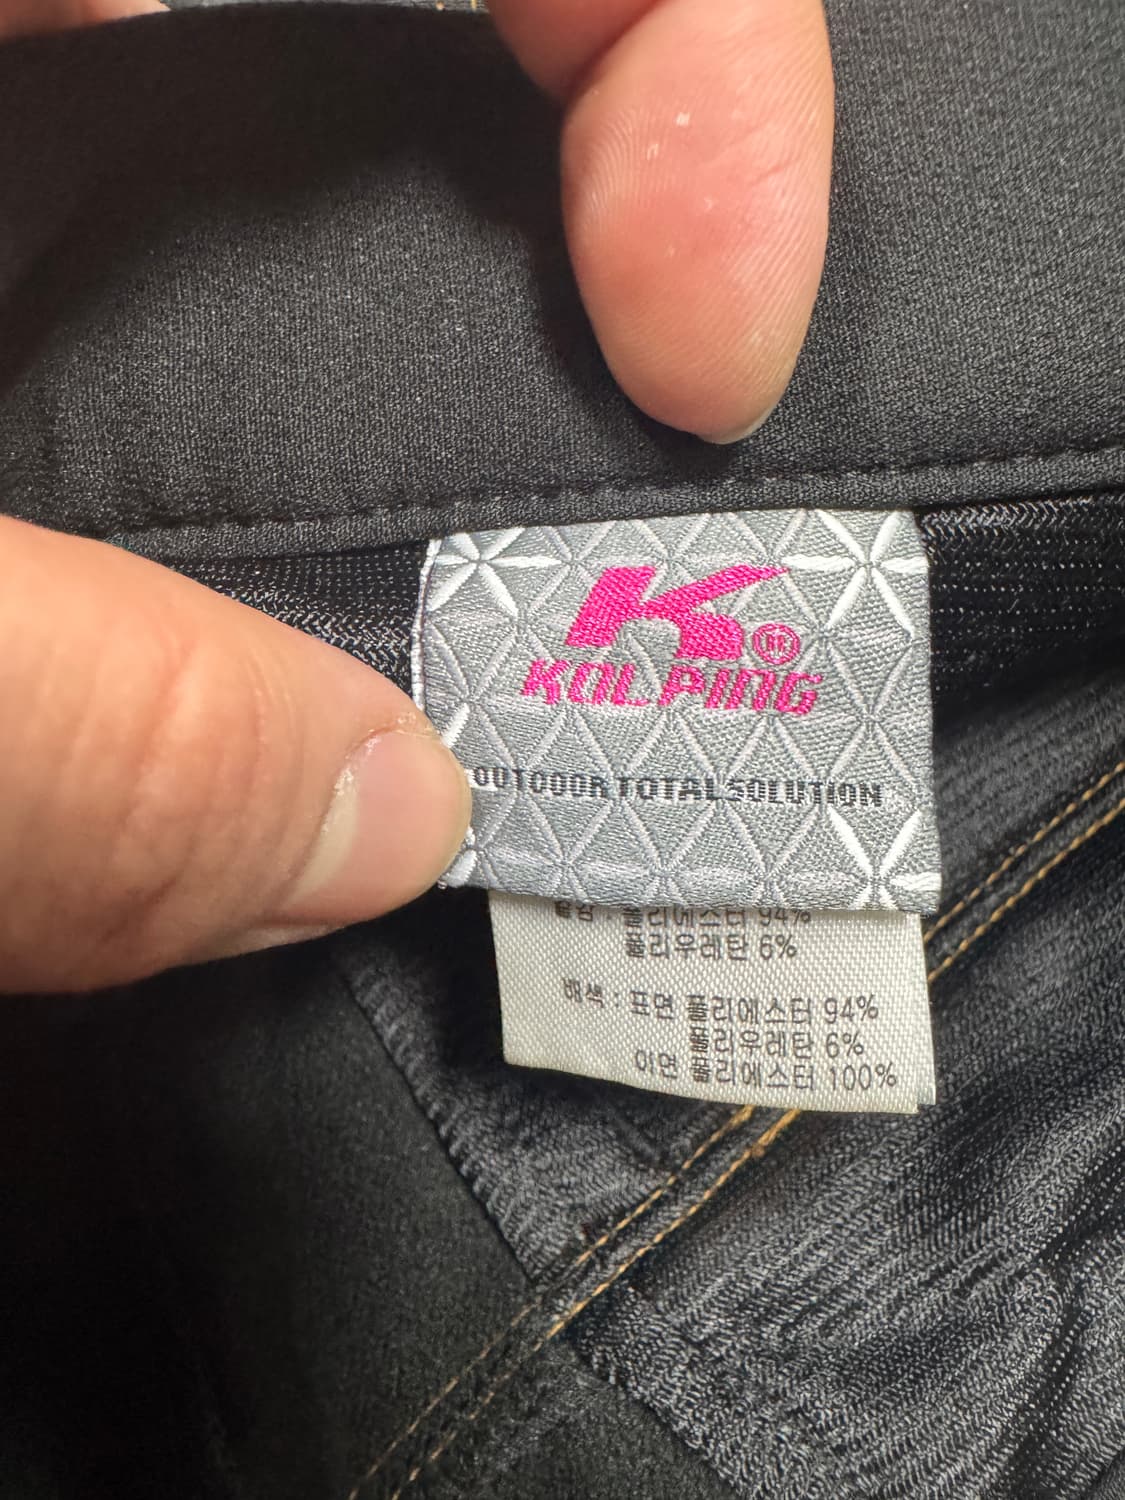 K®
KOLPING
OUTDOOR TOTAL SOLUTION
겉감 : 폴리에스터 94%
폴리우레탄 6%
배색 : 표면 폴리에스터 94%
폴리우레탄 6%
이면 폴리에스터 100%